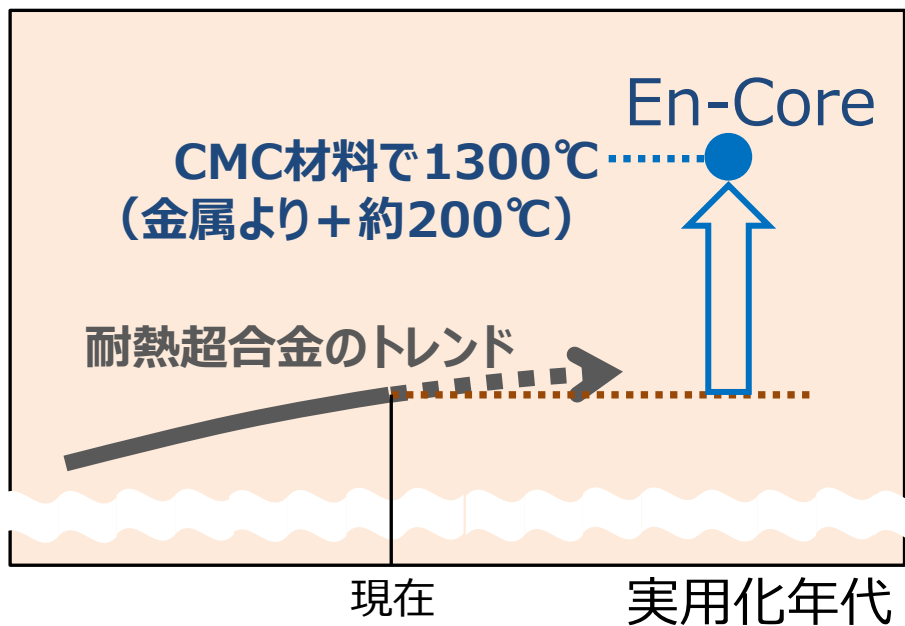 En-Core
CMC材料で1300℃
（金属より+約200℃）
耐熱超合金のトレンド
現在
実用化年代